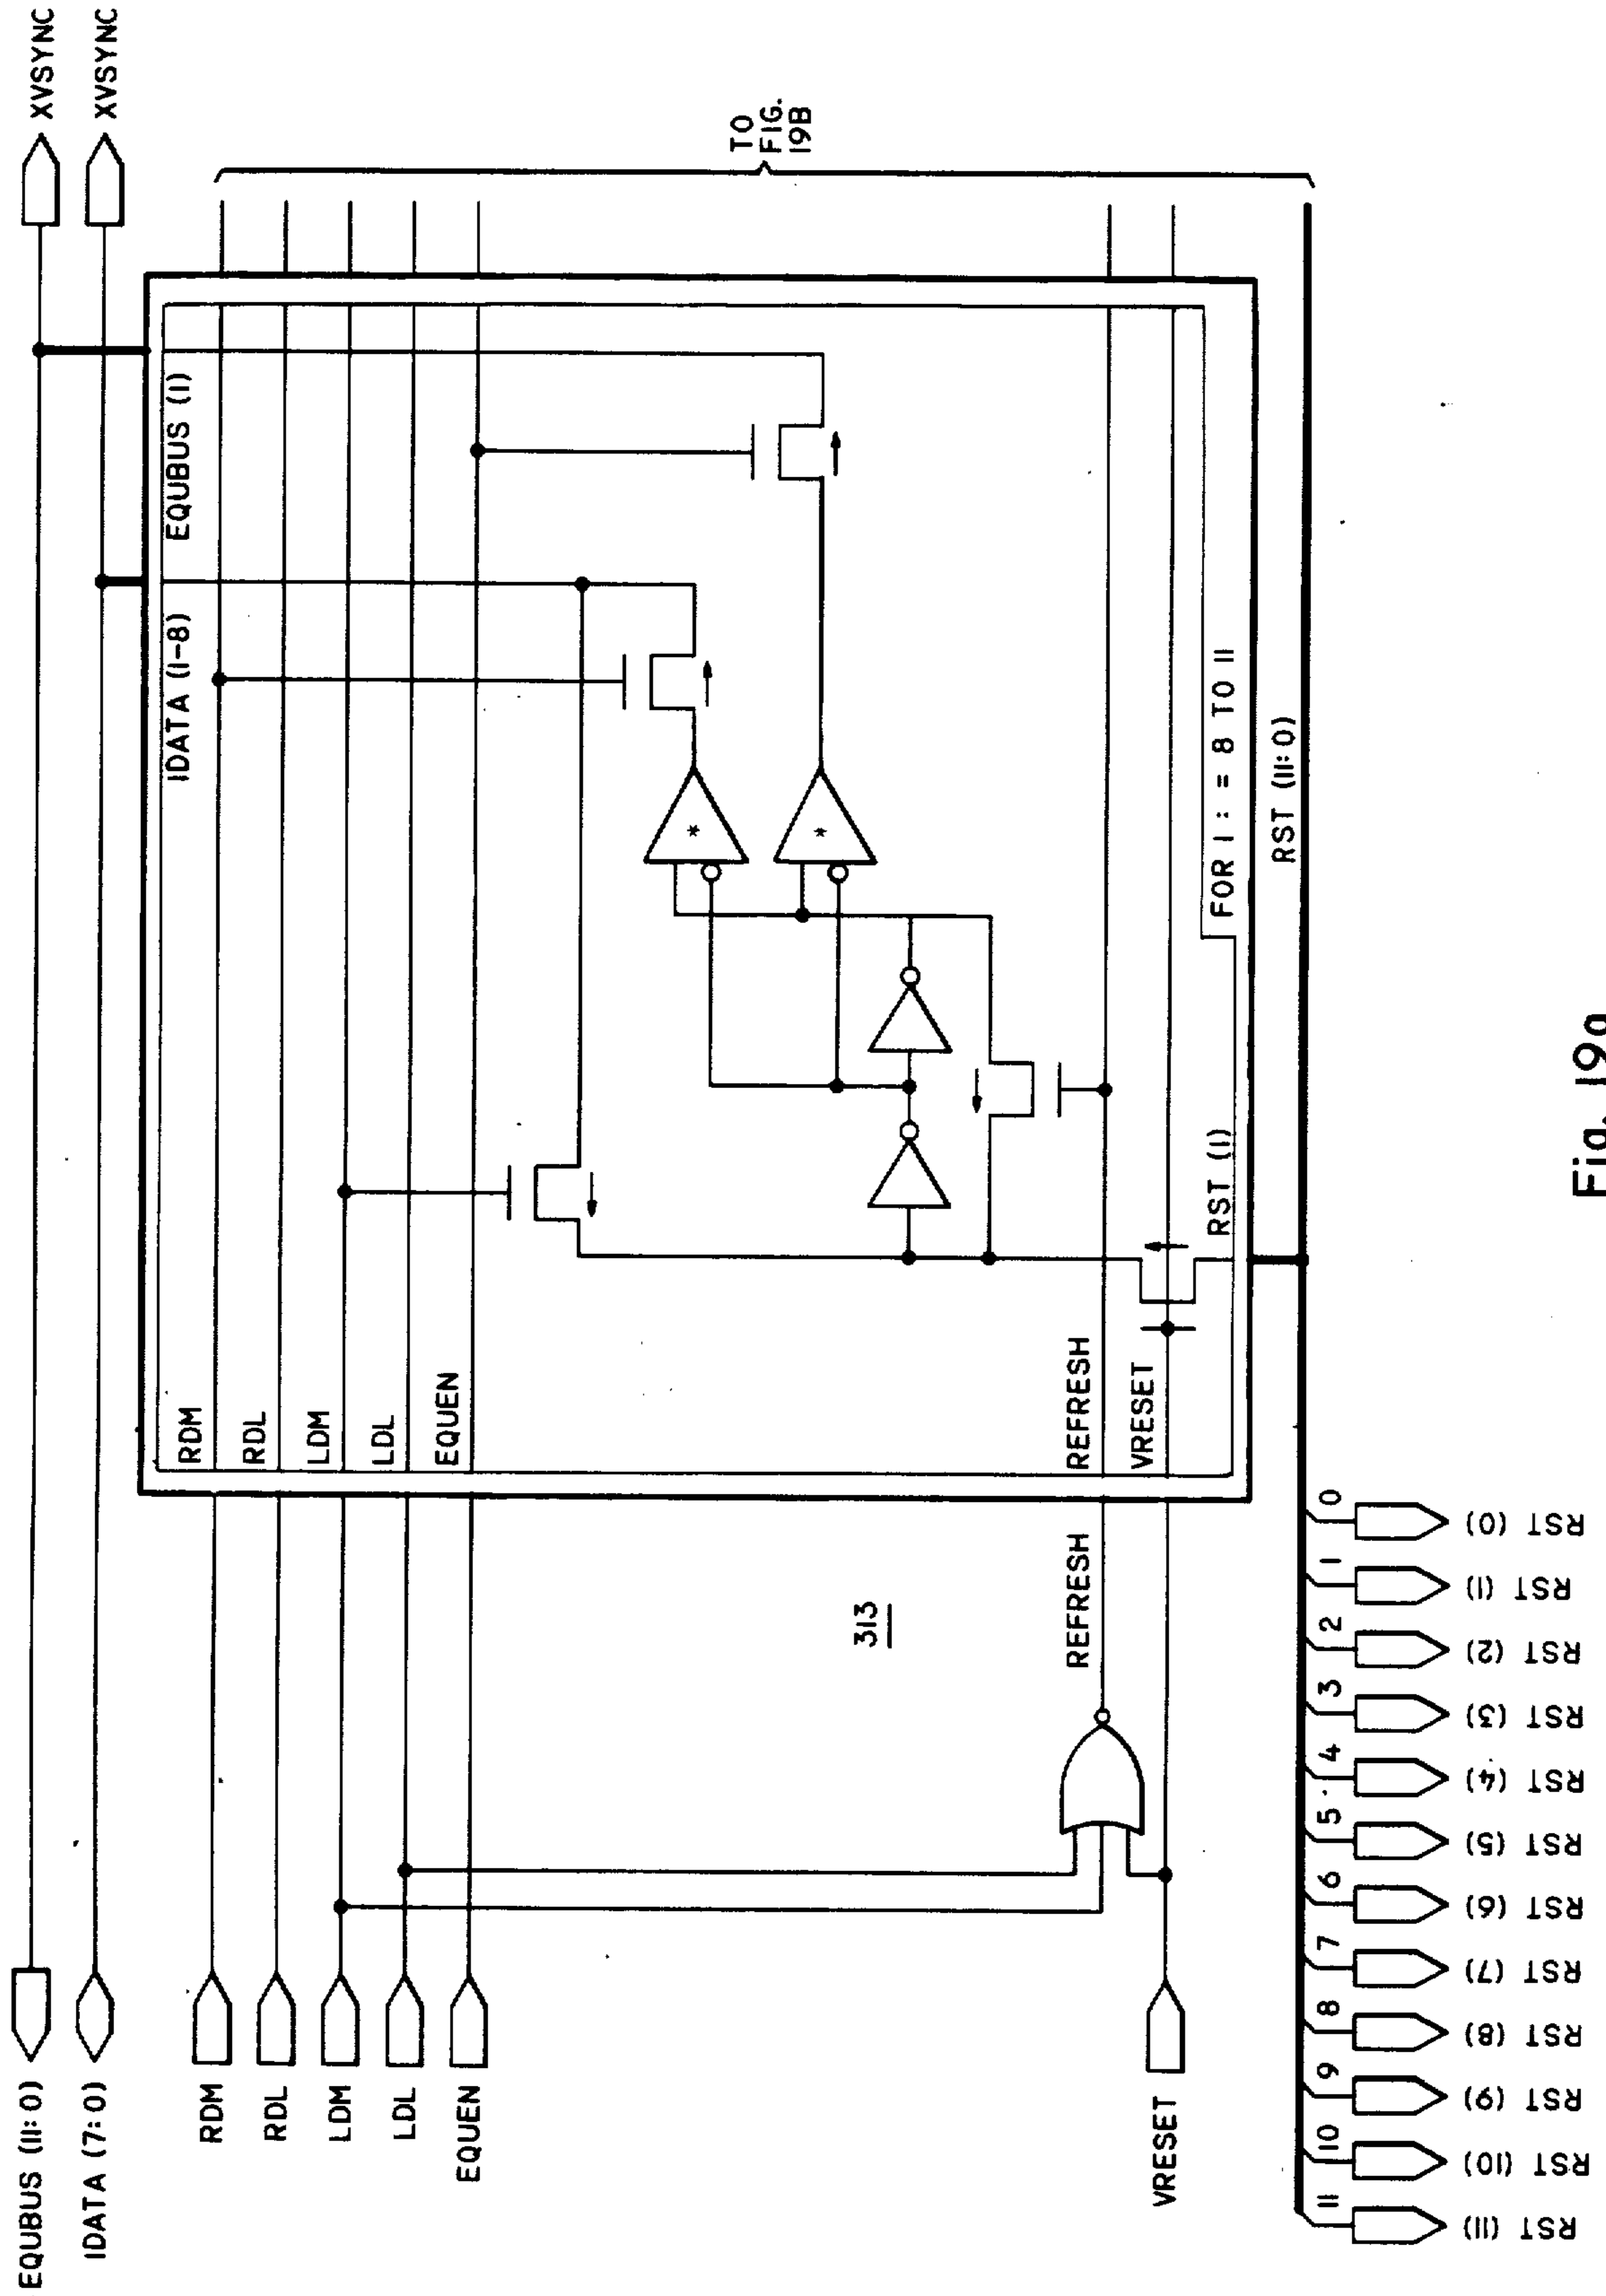 EQUBUS (11:0)
IDATA (7:0)
XVSYNC
XVSYNC
RDM
RDL
LDM
LDL
EQUEN
VRESET
313
REFRESH
RDM
RDL
LDM
LDL
EQUEN
REFRESH
VRESET
IDATA (I-8)
EQUBUS (I)
*
*
RST (I)
FOR I : = 8 TO 11
RST (11:0)
TO
FIG.
19B
11
10
9
8
7
6
5
4
3
2
1
0
RST (11)
RST (10)
RST (9)
RST (8)
RST (7)
RST (6)
RST (5)
RST (4)
RST (3)
RST (2)
RST (1)
RST (0)
Fig. 19a